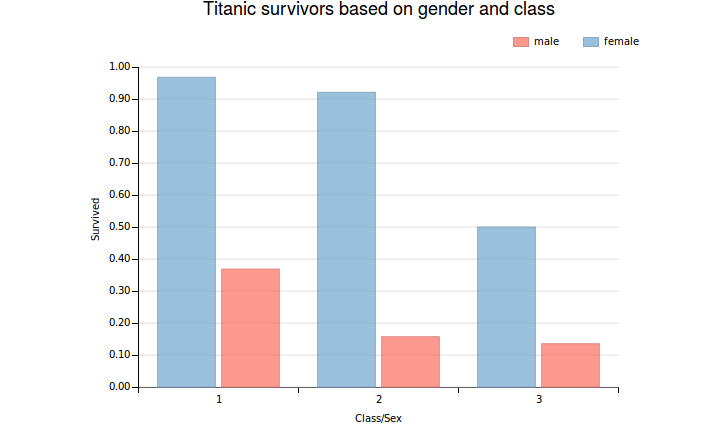 Titanic survivors based on gender and class
male female
1.00
0.90
0.80
0.70
0.60
0.50
0.40
0.30
0.20
0.10
0.00
Survived
1 2 3
Class/Sex